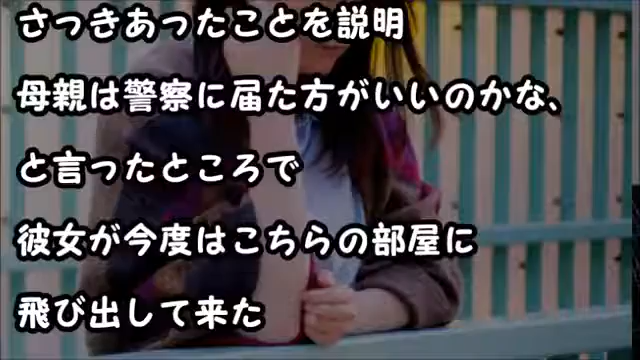 さっきあったことを説明
母親は警察に届た方がいいのかな、
と言ったところで
彼女が今度はこちらの部屋に
飛び出して来た